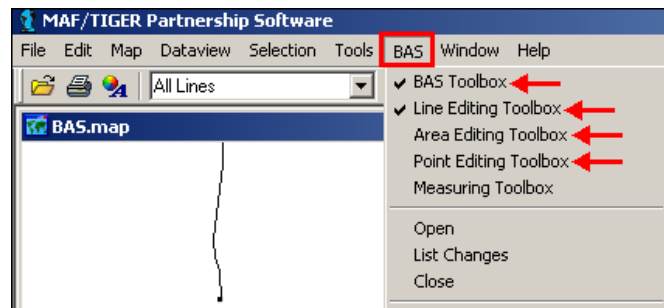 MAF/TIGER Partnership Software
File Edit Map Dataview Selection Tools BAS Window Help
All Lines
BAS.map
BAS Toolbox
Line Editing Toolbox
Area Editing Toolbox
Point Editing Toolbox
Measuring Toolbox
Open
List Changes
Close